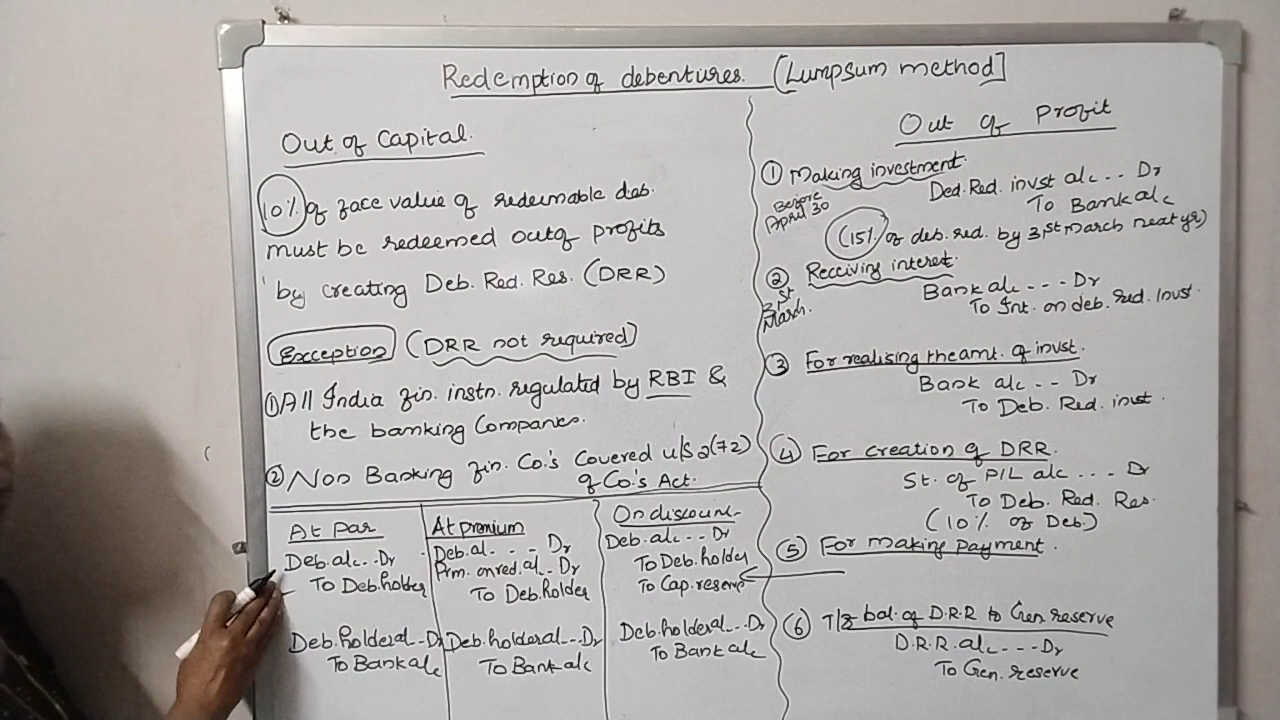 Redemption of debentures. (Lumpsum method]
Out of Capital.
10% of face value of redeemable deb.
must be redeemed out of profits
by creating Deb. Red. Res. (DRR)
Exception (DRR not required)
① All India fin. instn. regulated by RBI &
the banking Companies.
② Non Banking fin. Co.'s Covered u/s 2(72)
of Co.'s Act.
At par
Deb. a/c .. Dr
To Deb. holder
Deb. holder a/c .. Dr
To Bank a/c
At premium
Deb. a/c . - - Dr
Prm. on red. a/c .. Dr
To Deb. holder
Deb. holder a/c ... Dr
To Bank a/c
On discount
Deb. a/c - .. Dr
To Deb. holder
To Cap. reserve
Deb. holder a/c ... Dr
To Bank a/c
Out of Profit
① Making investment.
Before
April 30
Ded. Red. invst a/c .. Dr
To Bank a/c
(15% of deb. red. by 31st March next yr)
② Receiving interest.
31st
March.
Bank a/c - - - Dr
To Int. on deb. red. Invst.
③ For realising the amt. of invst.
Bank a/c .. Dr
To Deb. Red. invst.
④ For creation of DRR.
St. of P/L a/c ... Dr
To Deb. Red. Res.
(10% of Deb.)
⑤ For making payment.
⑥ T/f bal. of D.R.R to Gen. reserve
D.R.R. a/c ... Dr
To Gen. reserve